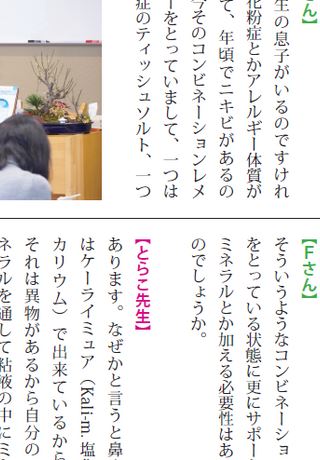 ん】
生の息子がいるのですけれ
花粉症とかアレルギー体質が
て、年頃でニキビがあるの
今そのコンビネーションレメ
ーをとっていまして、一つは
症のティッシュソルト、一つ
【Fさん】
そういうようなコンビネーショ
をとっている状態に更にサポー
ミネラルとか加える必要性はあ
のでしょうか。
【とらこ先生】
あります。なぜかと言うと鼻
はケーライミュア（Kali-m. 塩
カリウム）で出来ているから
それは異物があるから自分の
ネラルを通して粘液の中にミ